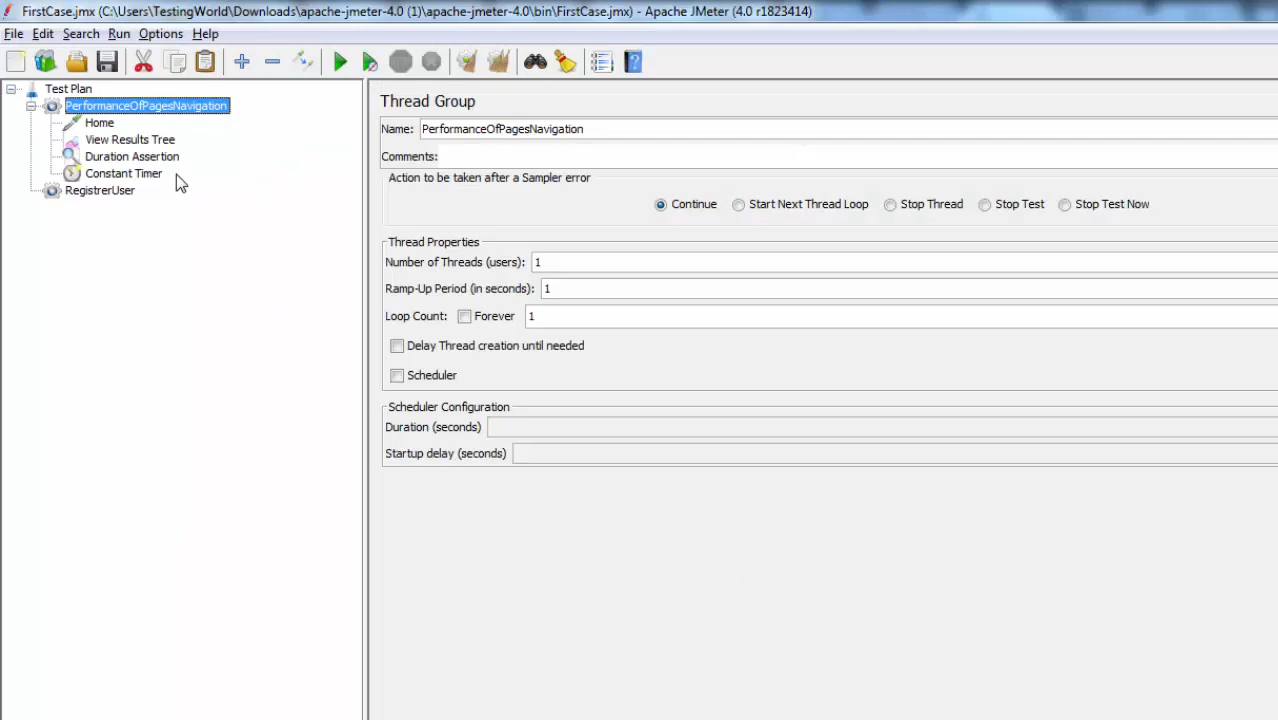 FirstCase.jmx (C:\Users\TestingWorld\Downloads\apache-jmeter-4.0 (1)\apache-jmeter-4.0\bin\FirstCase.jmx) - Apache JMeter (4.0 r1823414)
File Edit Search Run Options Help
Test Plan
PerformanceOfPagesNavigation
Home
View Results Tree
Duration Assertion
Constant Timer
RegistrerUser
Thread Group
Name: PerformanceOfPagesNavigation
Comments:
Action to be taken after a Sampler error
Continue Start Next Thread Loop Stop Thread Stop Test Stop Test Now
Thread Properties
Number of Threads (users): 1
Ramp-Up Period (in seconds): 1
Loop Count: Forever 1
Delay Thread creation until needed
Scheduler
Scheduler Configuration
Duration (seconds)
Startup delay (seconds)